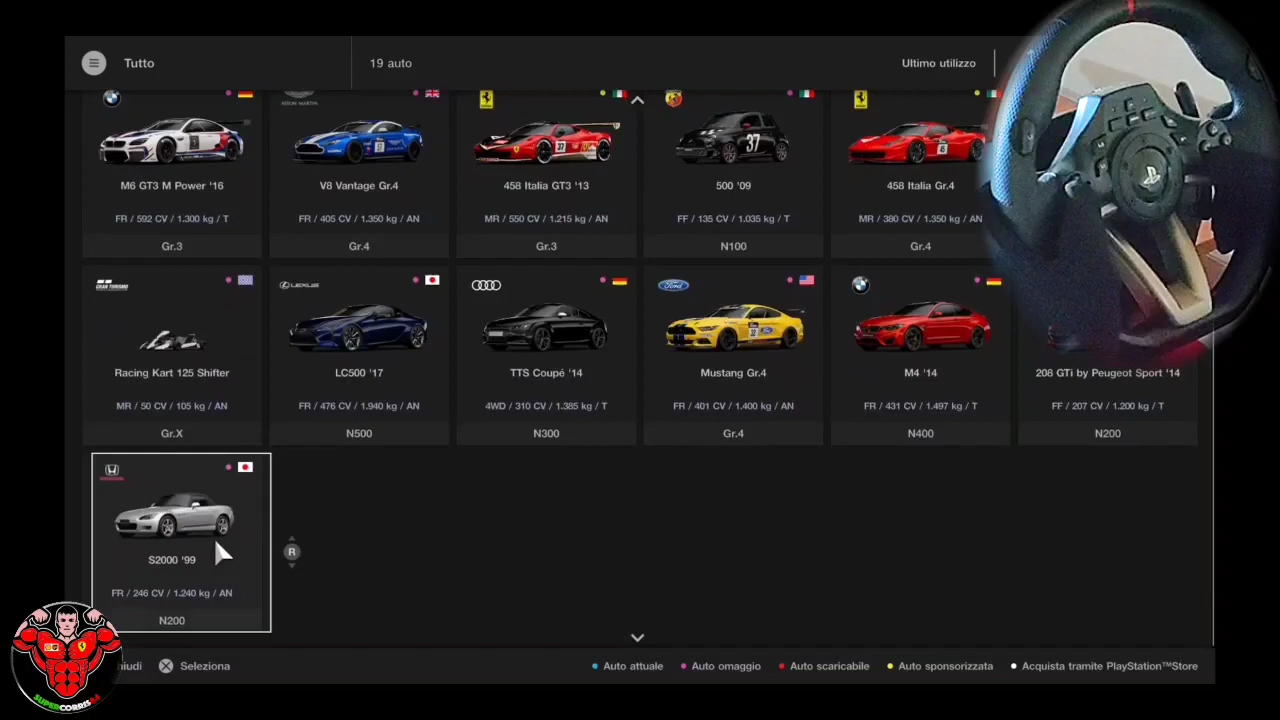 Tutto
19 auto
Ultimo utilizzo
ASTON MARTIN
M6 GT3 M Power '16
V8 Vantage Gr.4
458 Italia GT3 '13
500 '09
458 Italia Gr.4
FR / 592 CV / 1.300 kg / T
FR / 405 CV / 1.350 kg / AN
MR / 550 CV / 1.215 kg / AN
FF / 135 CV / 1.035 kg / T
MR / 380 CV / 1.350 kg / AN
Gr.3
Gr.4
Gr.3
N100
Gr.4
GRAN TURISMO
LEXUS
Ford
Racing Kart 125 Shifter
LC500 '17
TTS Coupé '14
Mustang Gr.4
M4 '14
208 GTi by Peugeot Sport '14
MR / 50 CV / 105 kg / AN
FR / 476 CV / 1.940 kg / AN
4WD / 310 CV / 1.385 kg / T
FR / 401 CV / 1.400 kg / AN
FR / 431 CV / 1.497 kg / T
FF / 207 CV / 1.200 kg / T
Gr.X
N500
N300
Gr.4
N400
N200
S2000 '99
R
FR / 246 CV / 1.240 kg / AN
N200
Seleziona
Auto attuale
Auto omaggio
Auto scaricabile
Auto sponsorizzata
Acquista tramite PlayStation™Store
SUPERCORRIS